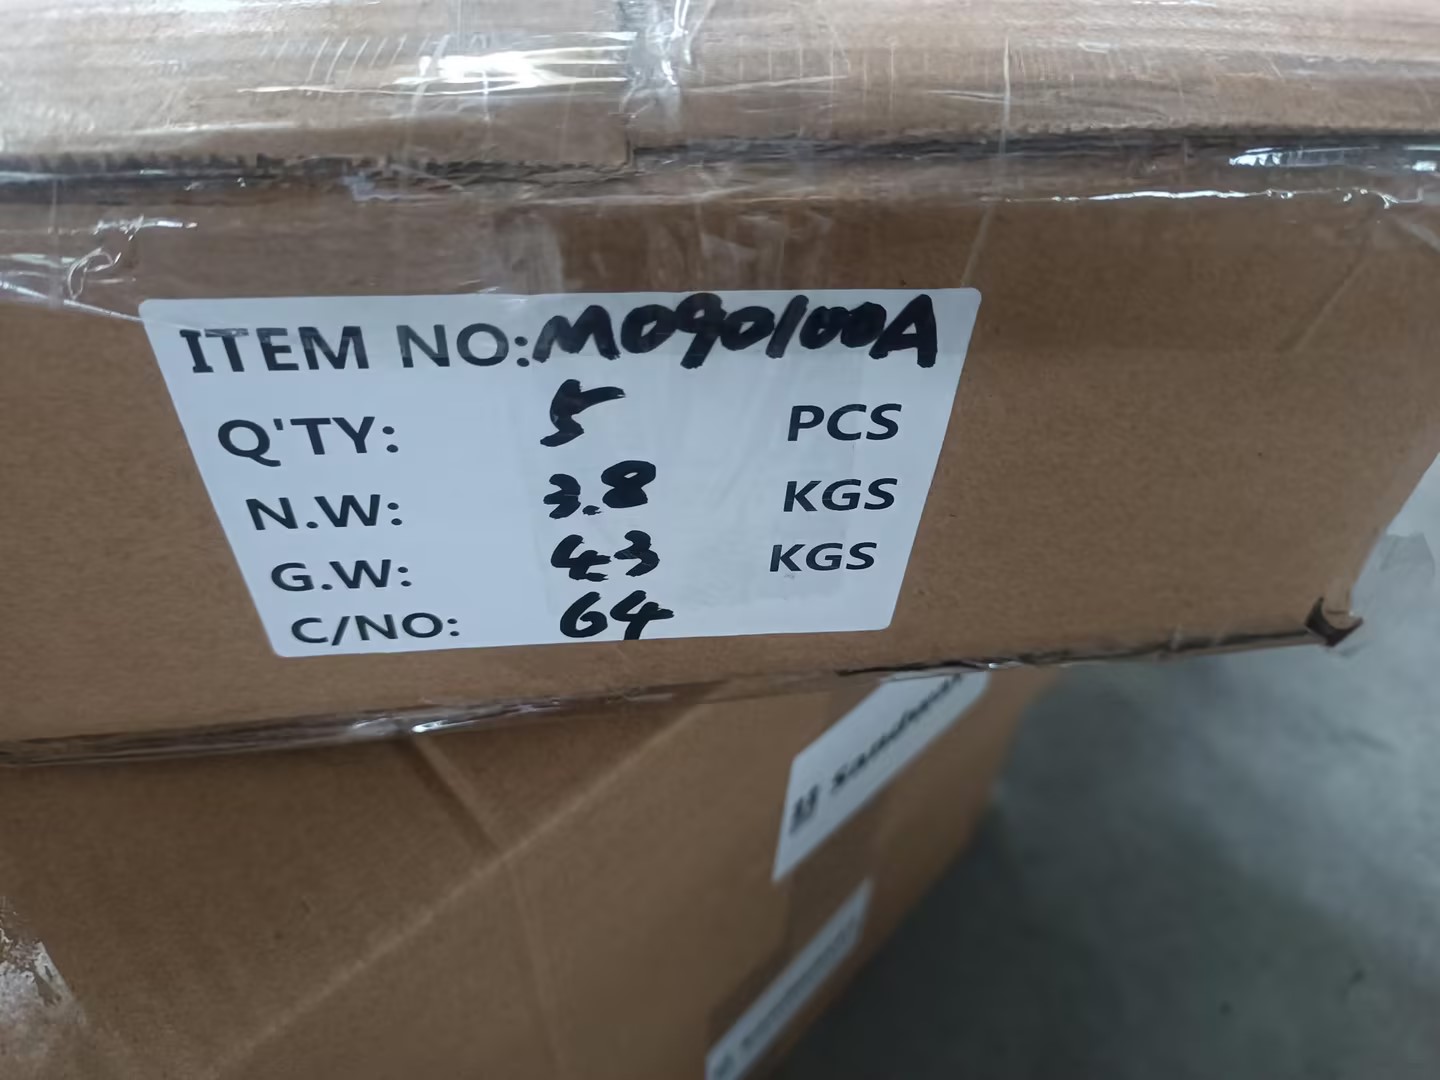 ITEM NO: M090100A
Q'TY: 5 PCS
N.W: 3.8 KGS
G.W: 4.3 KGS
C/NO: 64